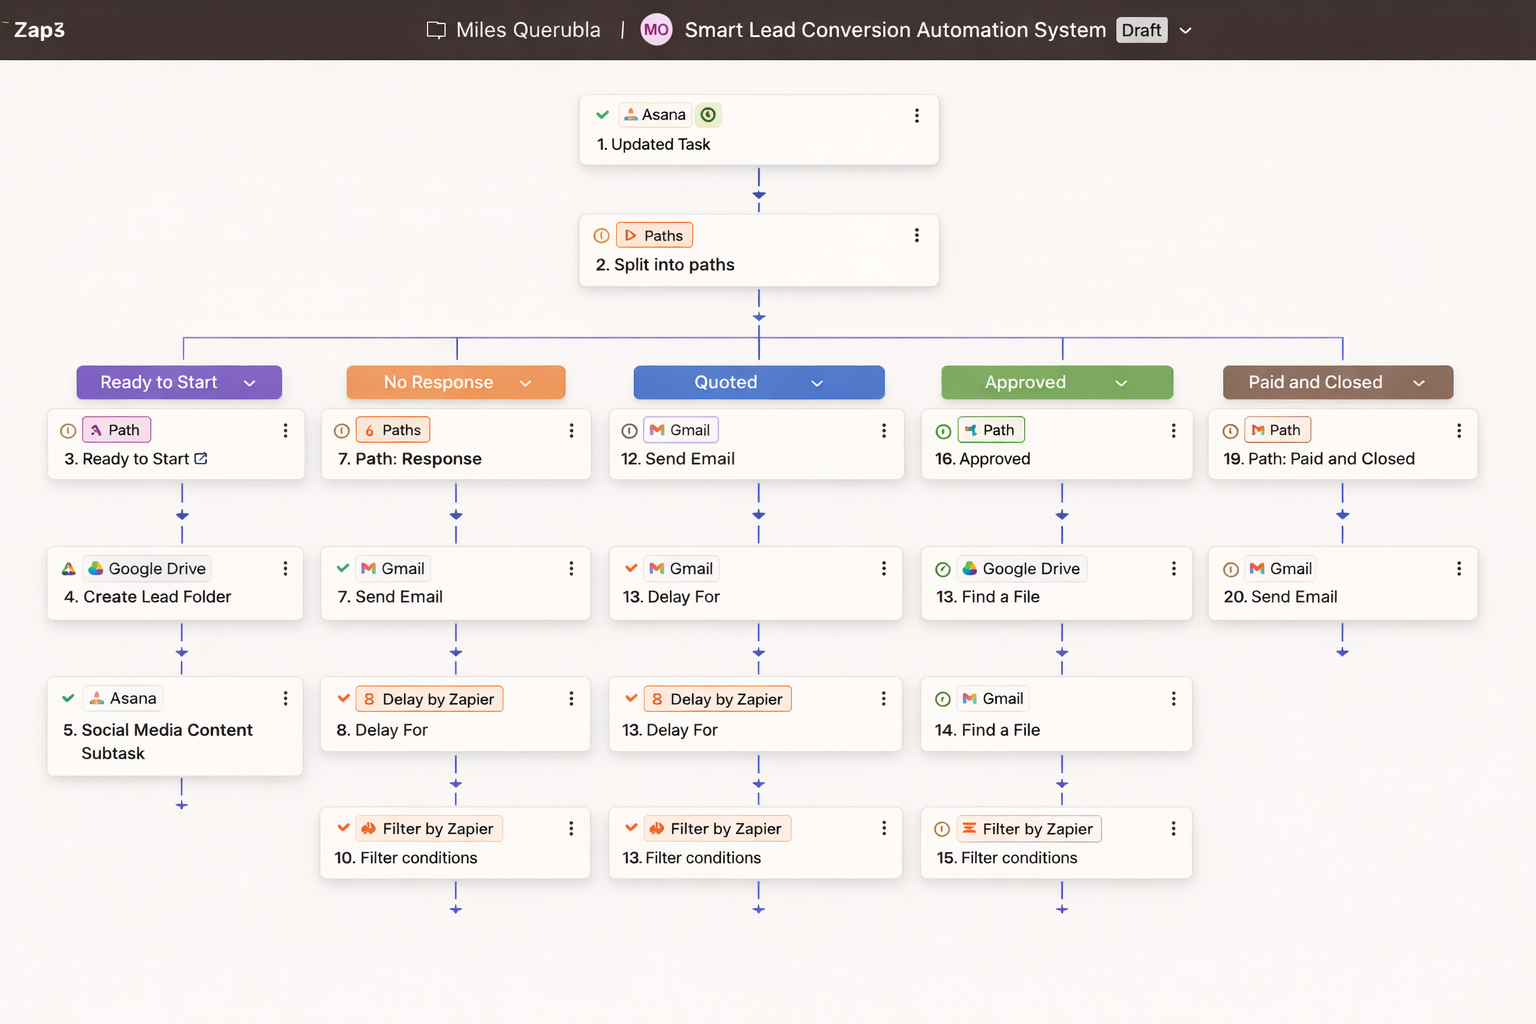 Zap3
Miles Querubla | MO Smart Lead Conversion Automation System Draft
Asana
1. Updated Task
Paths
2. Split into paths
Ready to Start
Path
3. Ready to Start
Google Drive
4. Create Lead Folder
Asana
5. Social Media Content
Subtask
No Response
Paths
7. Path: Response
Gmail
7. Send Email
Delay by Zapier
8. Delay For
Filter by Zapier
10. Filter conditions
Quoted
Gmail
12. Send Email
Gmail
13. Delay For
Delay by Zapier
13. Delay For
Filter by Zapier
13. Filter conditions
Approved
Path
16. Approved
Google Drive
13. Find a File
Gmail
14. Find a File
Filter by Zapier
15. Filter conditions
Paid and Closed
Path
19. Path: Paid and Closed
Gmail
20. Send Email